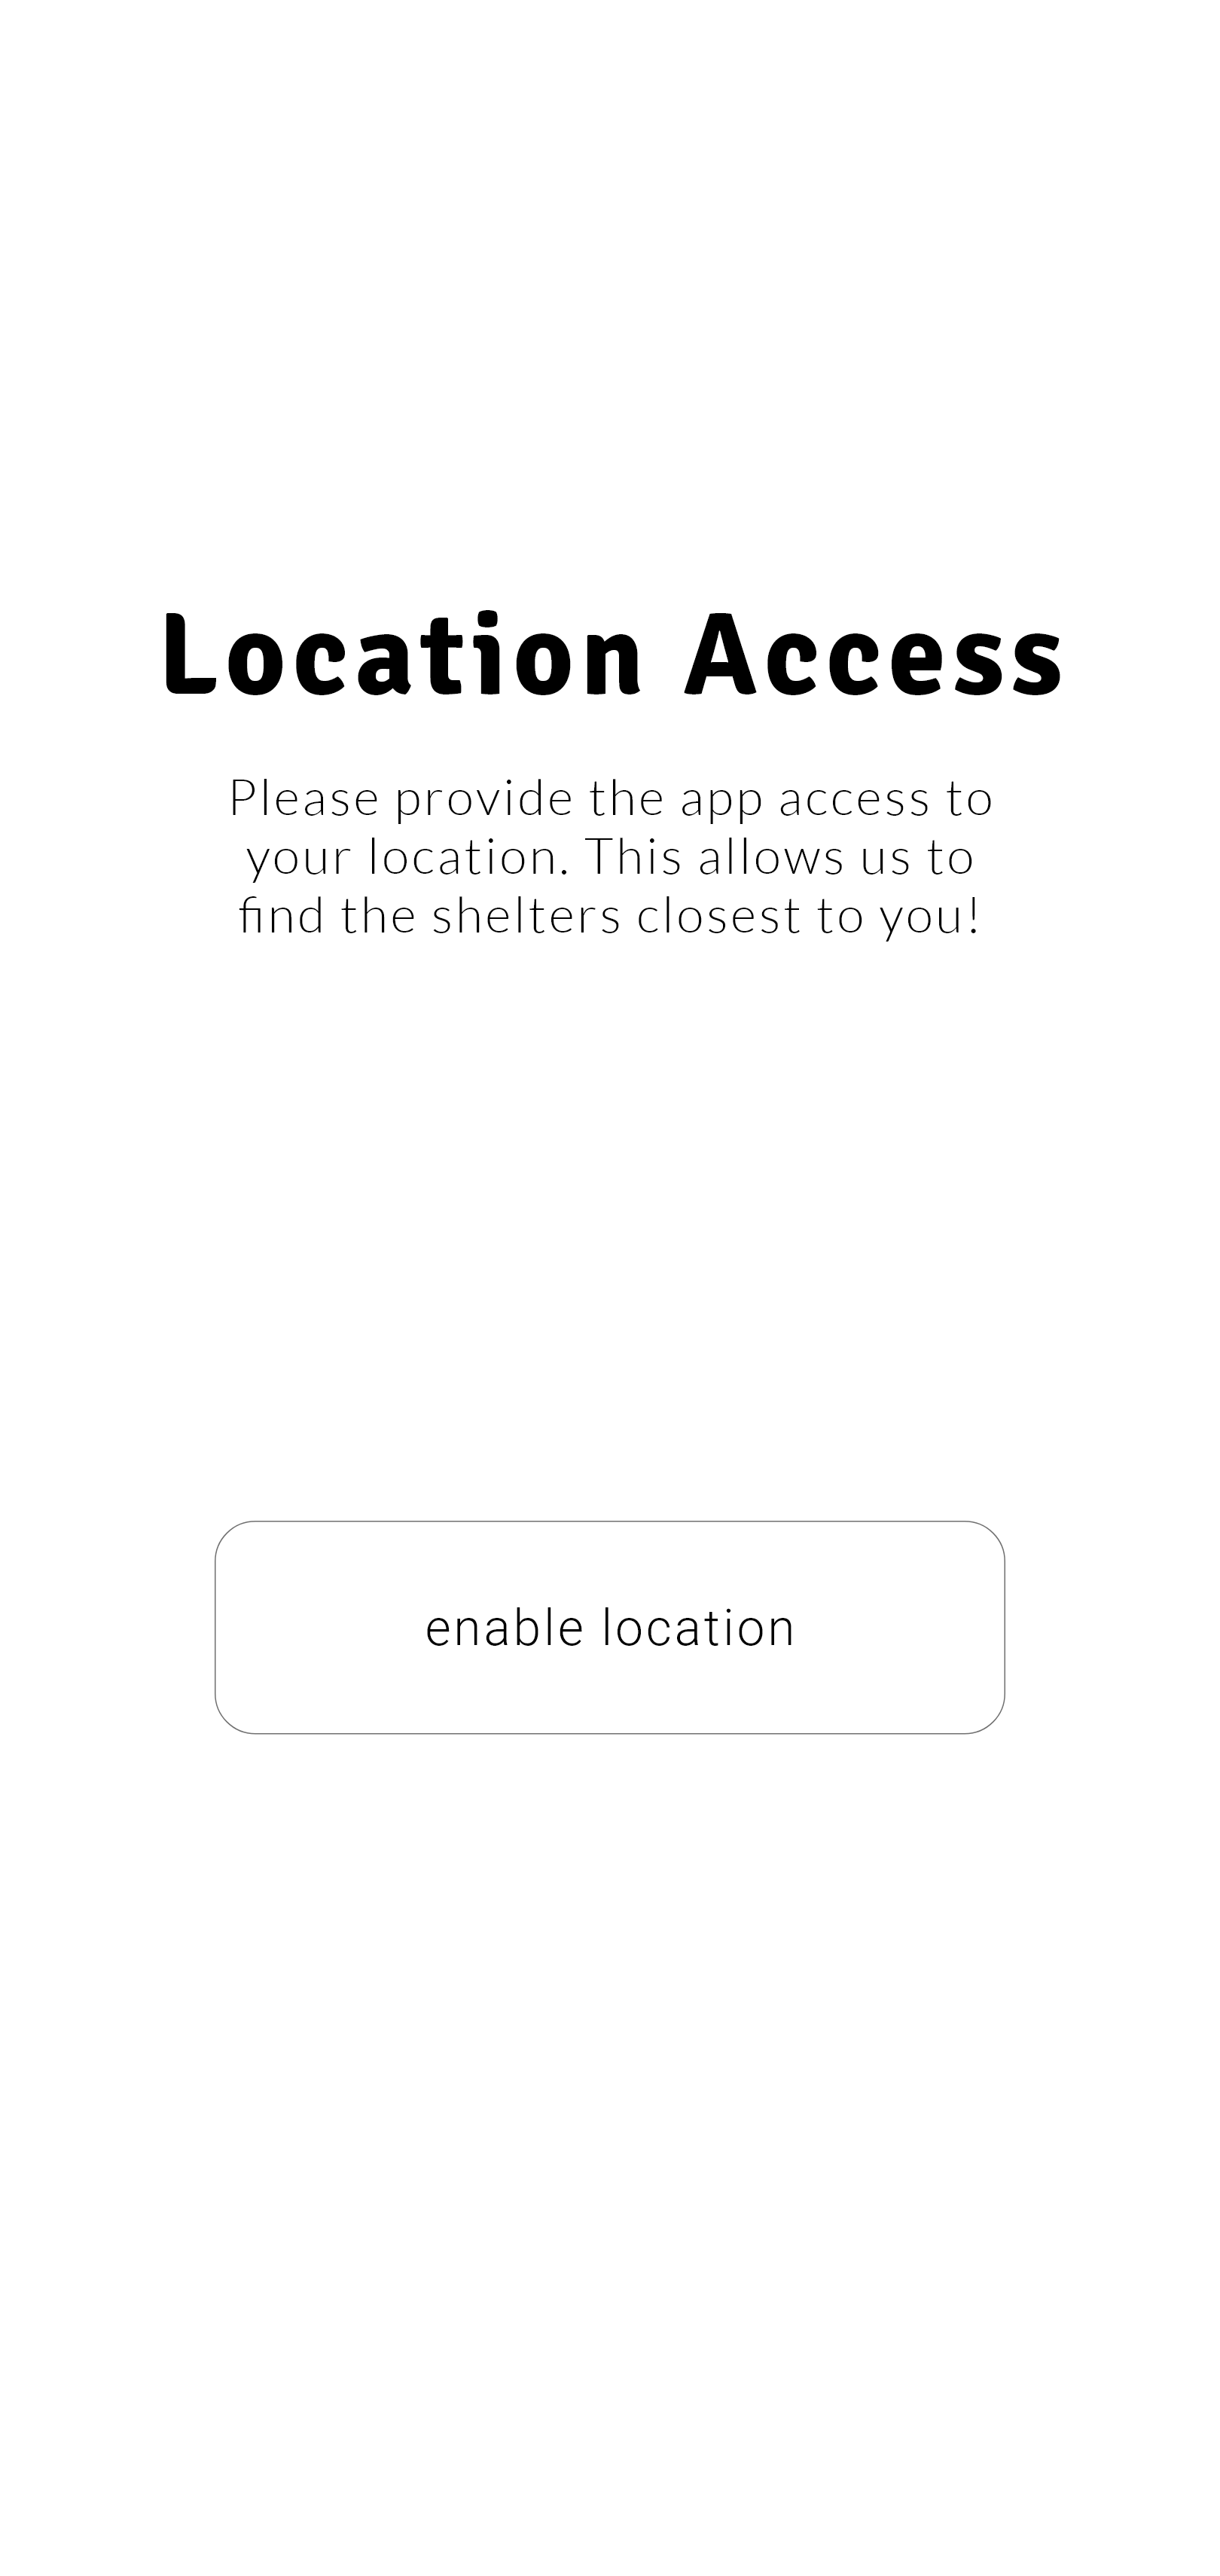 Location Access
Please provide the app access to
your location. This allows us to
find the shelters closest to you!
enable location